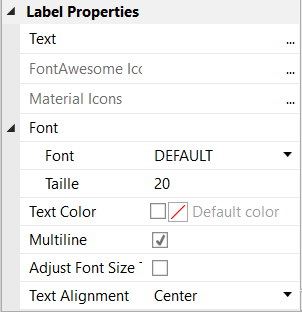 Label Properties
Text ...
FontAwesome Ico ...
Material Icons ...
Font
Font DEFAULT
Taille 20
Text Color Default color
Multiline
Adjust Font Size T
Text Alignment Center